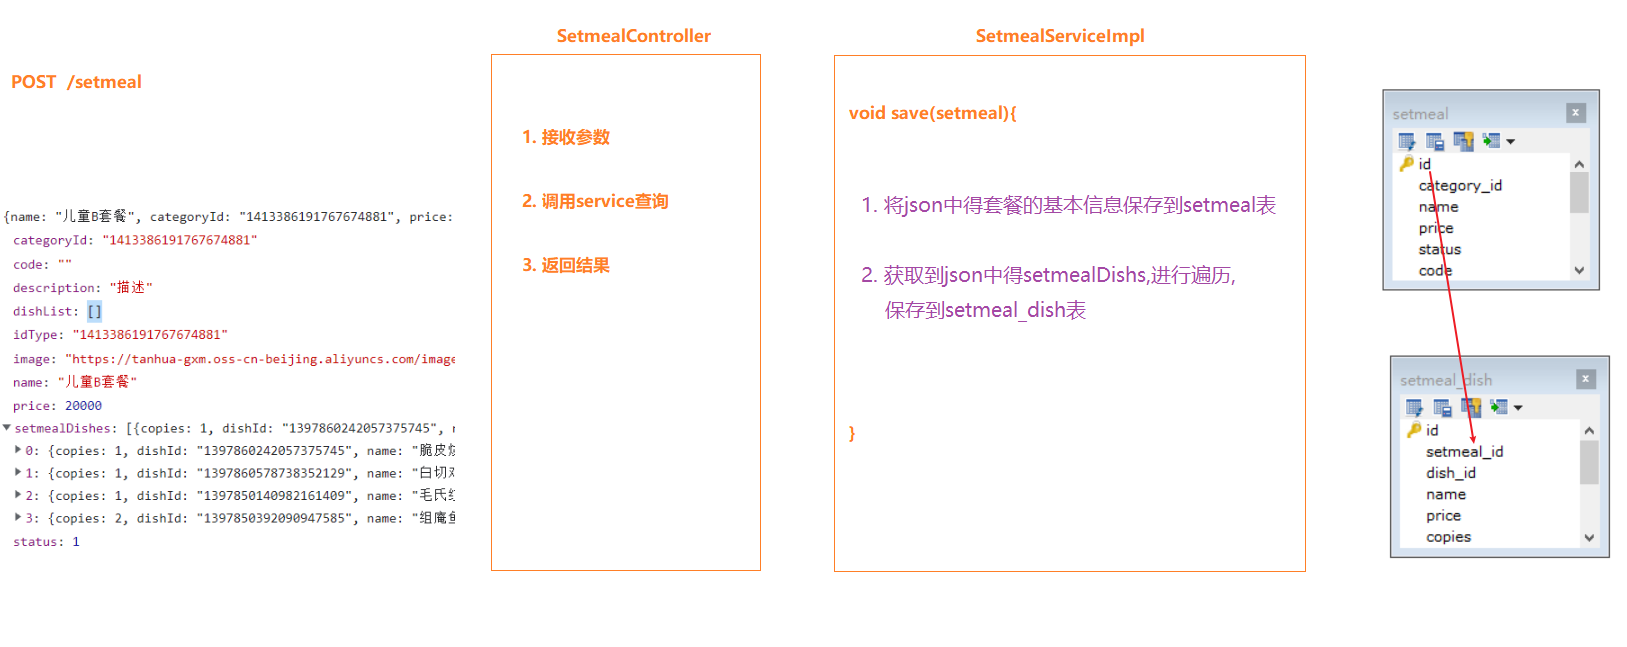 POST /setmeal
{name: "儿童B套餐", categoryId: "1413386191767674881", price:
categoryId: "1413386191767674881"
code: ""
description: "描述"
dishList: []
idType: "1413386191767674881"
image: "https://tanhua-gxm.oss-cn-beijing.aliyuncs.com/image
name: "儿童B套餐"
price: 20000
setmealDishes: [{copies: 1, dishId: "1397860242057375745",
0: {copies: 1, dishId: "1397860242057375745", name: "脆皮
1: {copies: 1, dishId: "1397860578738352129", name: "白切
2: {copies: 1, dishId: "1397850140982161409", name: "毛氏
3: {copies: 2, dishId: "1397850392090947585", name: "组庵鱼
status: 1
SetmealController
1. 接收参数
2. 调用service查询
3. 返回结果
SetmealServiceImpl
void save(setmeal){
1. 将json中得套餐的基本信息保存到setmeal表
2. 获取到json中得setmealDishs,进行遍历,
保存到setmeal_dish表
}
setmeal
id
category_id
name
price
status
code
setmeal_dish
id
setmeal_id
dish_id
name
price
copies